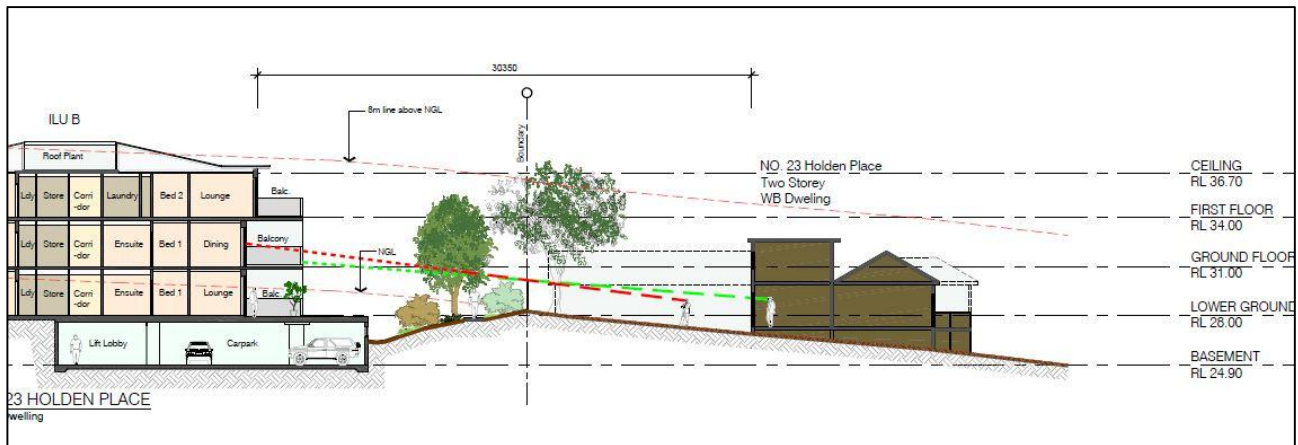 30350
8m line above NGL
ILU B
Boundary
Roof Plant
NO. 23 Holden Place
Two Storey
WB Dweling
CEILING
RL 36.70
Ldy Store Corri -dor Laundry Bed 2 Lounge Balc.
FIRST FLOOR
RL 34.00
Ldy Store Corri -dor Ensuite Bed 1 Dining Balcony
NGL
GROUND FLOOR
RL 31.00
Ldy Store Corri -dor Ensuite Bed 1 Lounge Balc.
LOWER GROUND
RL 28.00
Lift Lobby Carpark
BASEMENT
RL 24.90
23 HOLDEN PLACE
welling